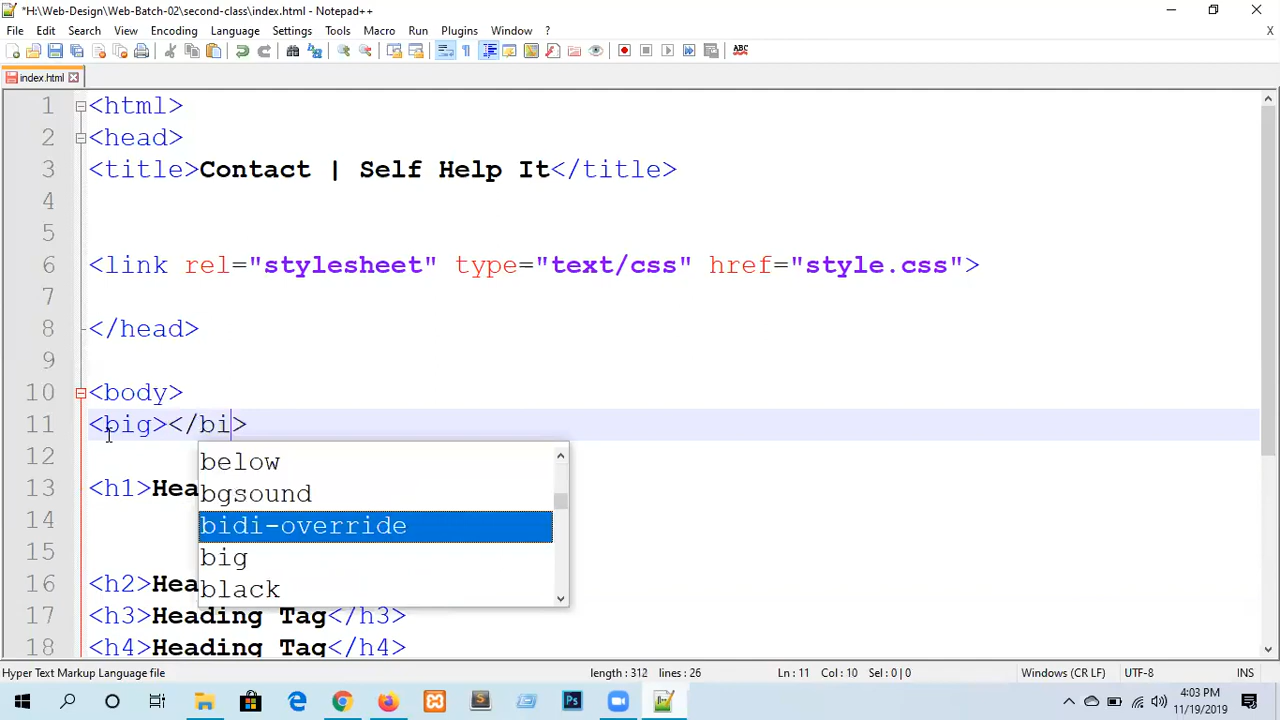 *H:\Web-Design\Web-Batch-02\second-class\index.html - Notepad++
File Edit Search View Encoding Language Settings Tools Macro Run Plugins Window ? X
ABC
index.html
1 <html>
2 <head>
3 <title>Contact | Self Help It</title>
4
5
6 <link rel="stylesheet" type="text/css" href="style.css">
7
8 </head>
9
10 <body>
11 <big></bi>
12
below
13 <h1>Hea
bgsound
14
bidi-override
15
big
16 <h2>Hea
black
17 <h3>Heading Tag</h3>
18 <h4>Heading Tag</h4>
Hyper Text Markup Language file length : 312 lines : 26 Ln : 11 Col : 10 Sel : 0 | 0 Windows (CR LF) UTF-8 INS
Ps
4:03 PM
11/19/2019